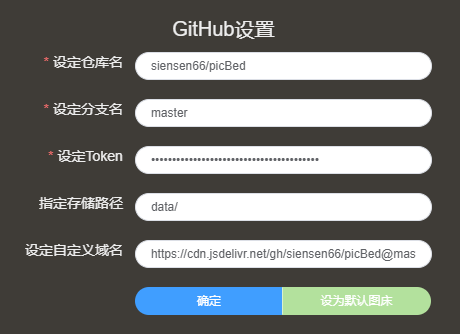 GitHub设置
* 设定仓库名 siensen66/picBed
* 设定分支名 master
* 设定Token ••••••••••••••••••••••••••••••••••••••••
指定存储路径 data/
设定自定义域名 https://cdn.jsdelivr.net/gh/siensen66/picBed@mas
确定 设为默认图床